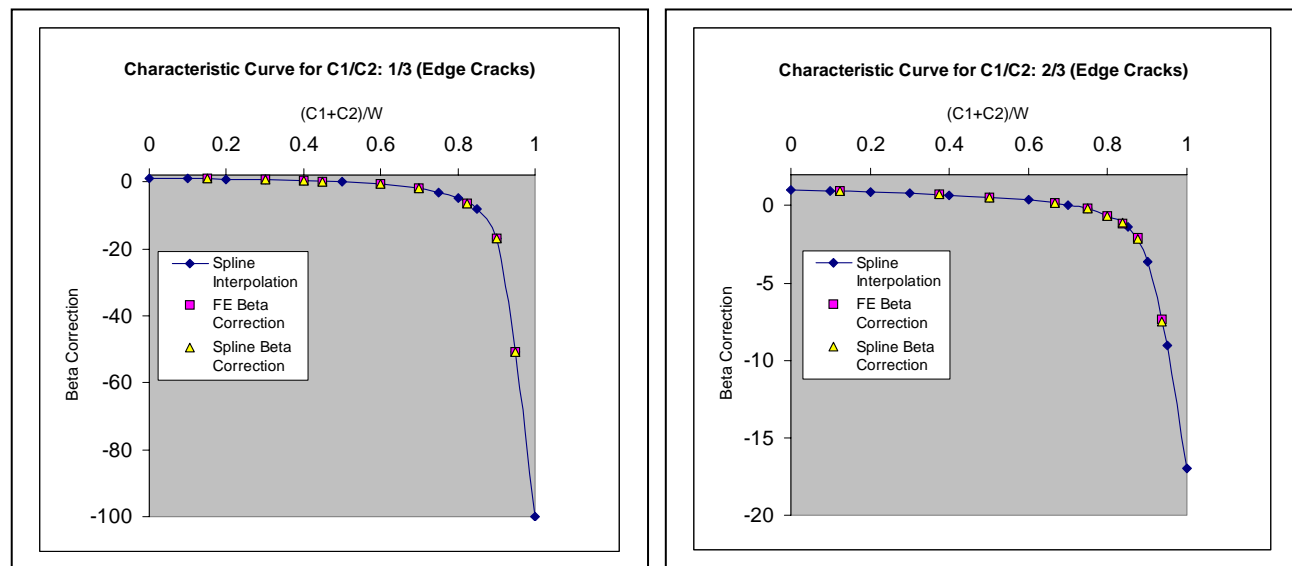 Characteristic Curve for C1/C2: 1/3 (Edge Cracks)
(C1+C2)/W
0 0.2 0.4 0.6 0.8 1
0
-20
-40
-60
-80
-100
Beta Correction
Spline
Interpolation
FE Beta
Correction
Spline Beta
Correction
Characteristic Curve for C1/C2: 2/3 (Edge Cracks)
(C1+C2)/W
0 0.2 0.4 0.6 0.8 1
0
-5
-10
-15
-20
Beta Correction
Spline
Interpolation
FE Beta
Correction
Spline Beta
Correction